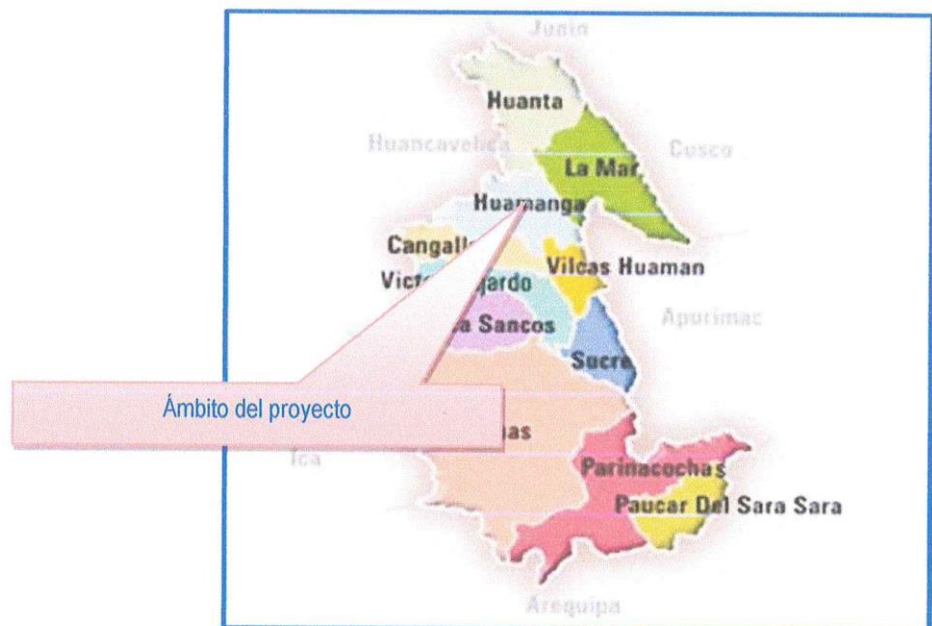 Junin
Huanta
Huancavelica
Cusco
La Mar
Huamanga
Cangall
Vilcas Huaman
Vict jardo
Apurimac
a Sancos
Sucre
Ámbito del proyecto
as
Ica
Parinacochas
Paucar Del Sara Sara
Arequipa